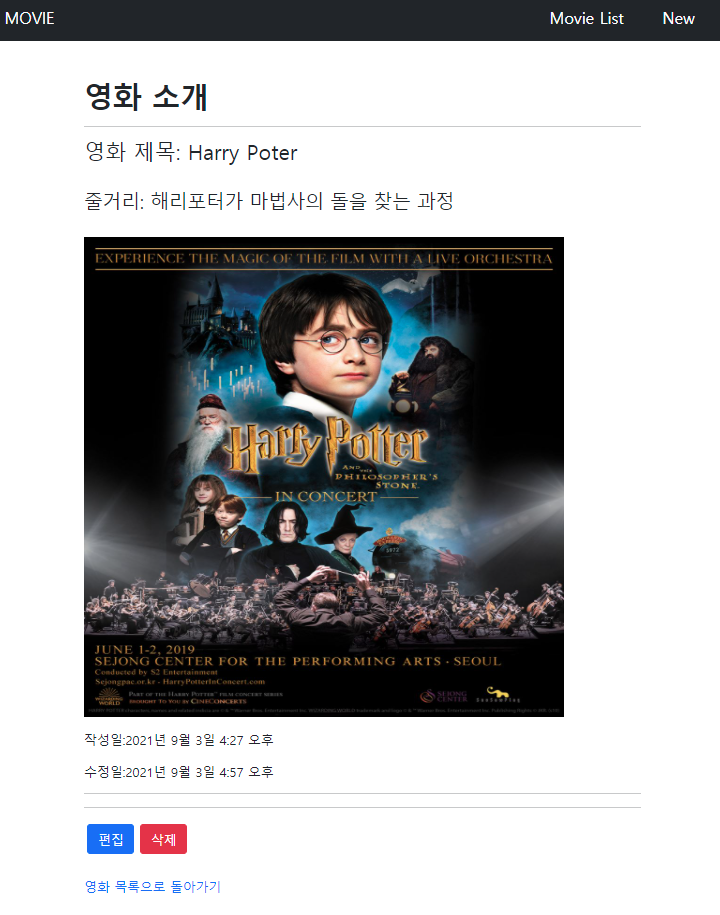 MOVIE
Movie List
New
영화 소개
영화 제목: Harry Poter
줄거리: 해리포터가 마법사의 돌을 찾는 과정
EXPERIENCE THE MAGIC OF THE FILM WITH A LIVE ORCHESTRA
Harry Potter
AND THE
PHILOSOPHER'S
STONE
IN CONCERT
JUNE 1-2, 2019
SEJONG CENTER FOR THE PERFORMING ARTS · SEOUL
Conducted by S2 Entertainment
Sejongpac.or.kr - HarryPotterInConcert.com
WIZARDING
WORLD
PART OF THE HARRY POTTER FILM CONCERT SERIES
BROUGHT TO YOU BY CINECONCERTS
SEJONG
CENTER
작성일:2021년 9월 3일 4:27 오후
수정일:2021년 9월 3일 4:57 오후
편집
삭제
영화 목록으로 돌아가기